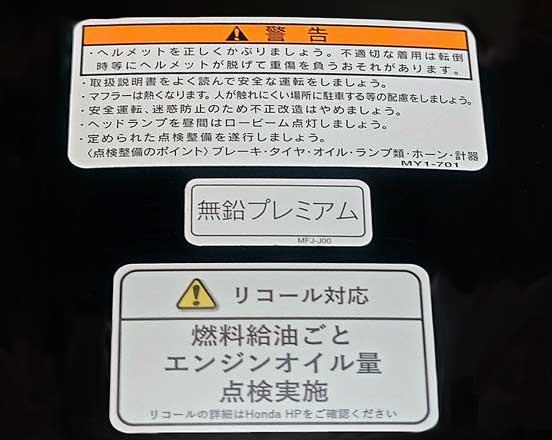 警告
・ヘルメットを正しくかぶりましょう。不適切な着用は転倒
時等にヘルメットが脱げて重傷を負うおそれがあります。
・取扱説明書をよく読んで安全な運転をしましょう。
・マフラーは熱くなります。人が触れにくい場所に駐車する等の配慮をしましょう。
・安全運転、迷惑防止のため不正改造はやめましょう。
・ヘッドランプを昼間はロービーム点灯しましょう。
・定められた点検整備を遂行しましょう。
〈点検整備のポイント〉ブレーキ・タイヤ・オイル・ランプ類・ホーン・計器
MY1-701
無鉛プレミアム
MFJ-J00
リコール対応
燃料給油ごと
エンジンオイル量
点検実施
リコールの詳細はHonda HPをご確認ください